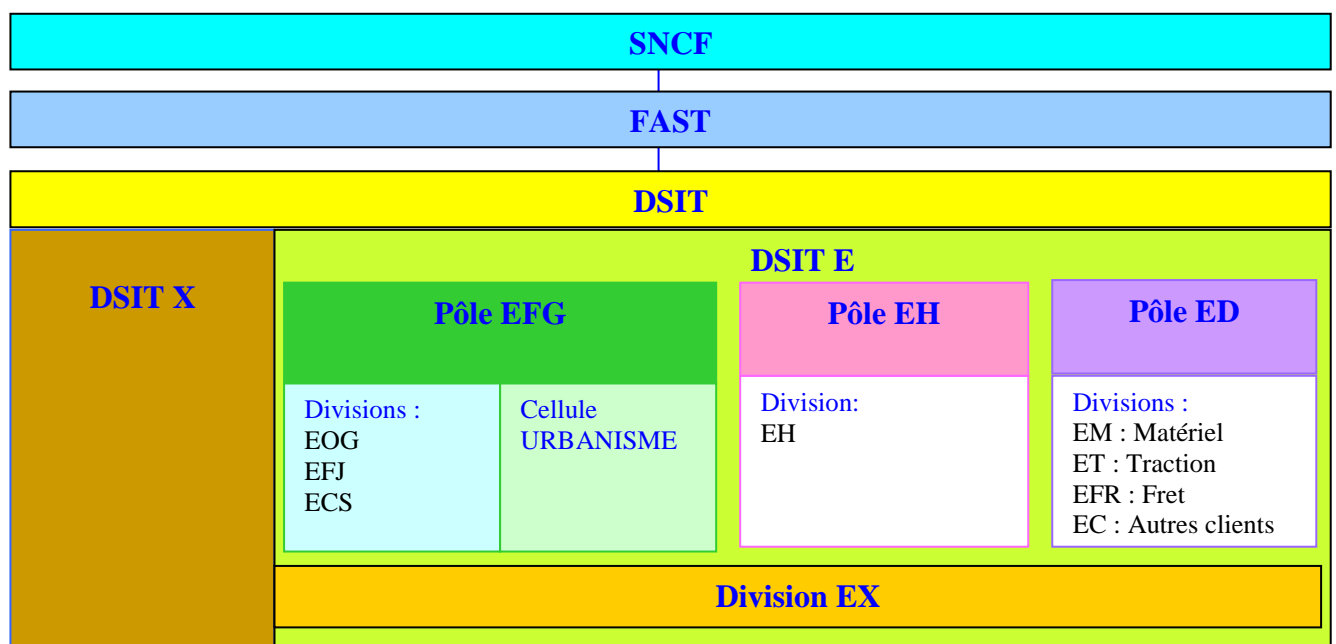 SNCF
FAST
DSIT
DSIT X
DSIT E
Pôle EFG
Divisions :
EOG
EFJ
ECS
Cellule
URBANISME
Pôle EH
Division:
EH
Pôle ED
Divisions :
EM : Matériel
ET : Traction
EFR : Fret
EC : Autres clients
Division EX